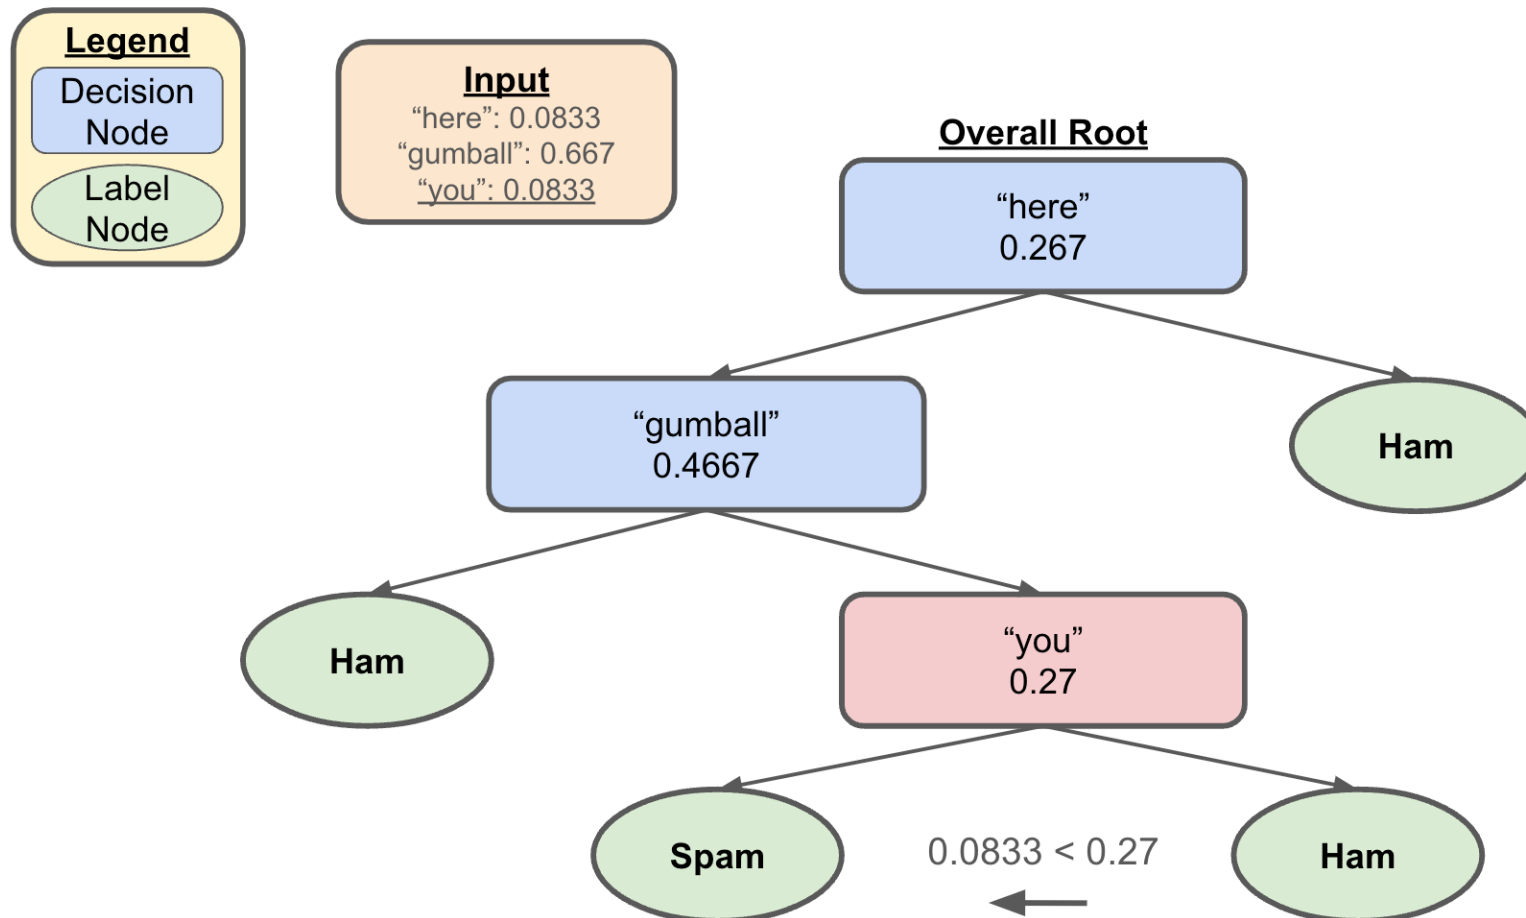 Legend
Decision
Node
Label
Node
Input
“here”: 0.0833
“gumball”: 0.667
“you”: 0.0833
Overall Root
“here”
0.267
“gumball”
0.4667
Ham
Ham
“you”
0.27
Spam
0.0833 < 0.27
Ham